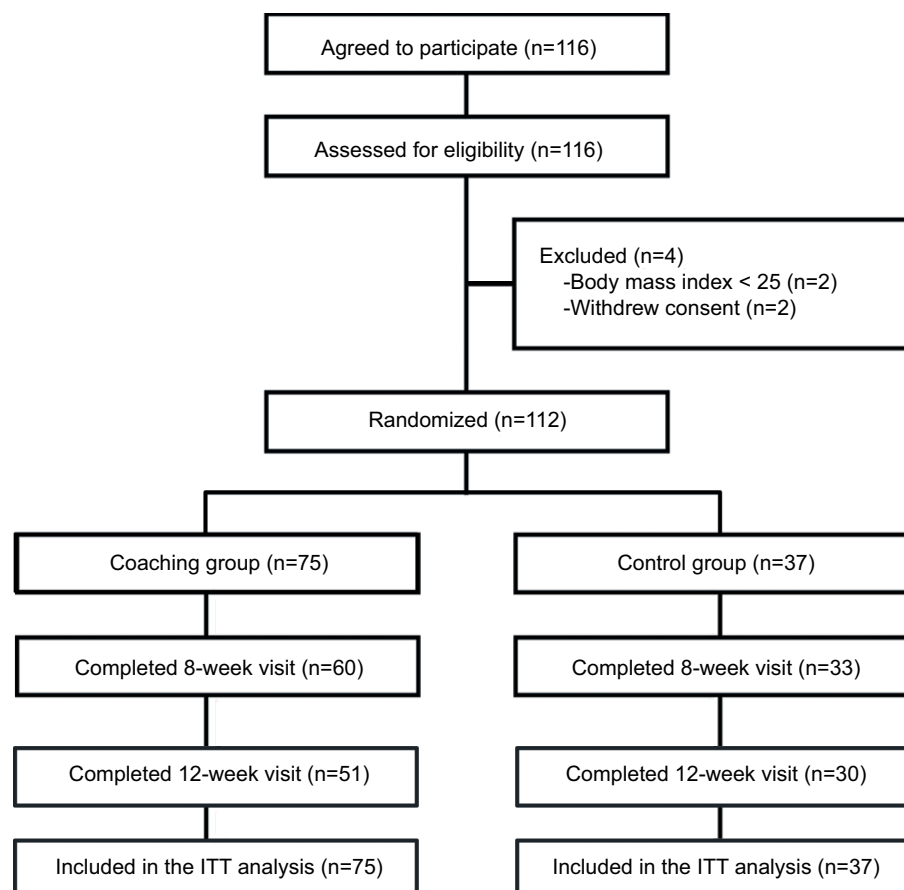 Agreed to participate (n=116)
Assessed for eligibility (n=116)
Excluded (n=4)
-Body mass index < 25 (n=2)
-Withdrew consent (n=2)
Randomized (n=112)
Coaching group (n=75)
Control group (n=37)
Completed 8-week visit (n=60)
Completed 8-week visit (n=33)
Completed 12-week visit (n=51)
Completed 12-week visit (n=30)
Included in the ITT analysis (n=75)
Included in the ITT analysis (n=37)